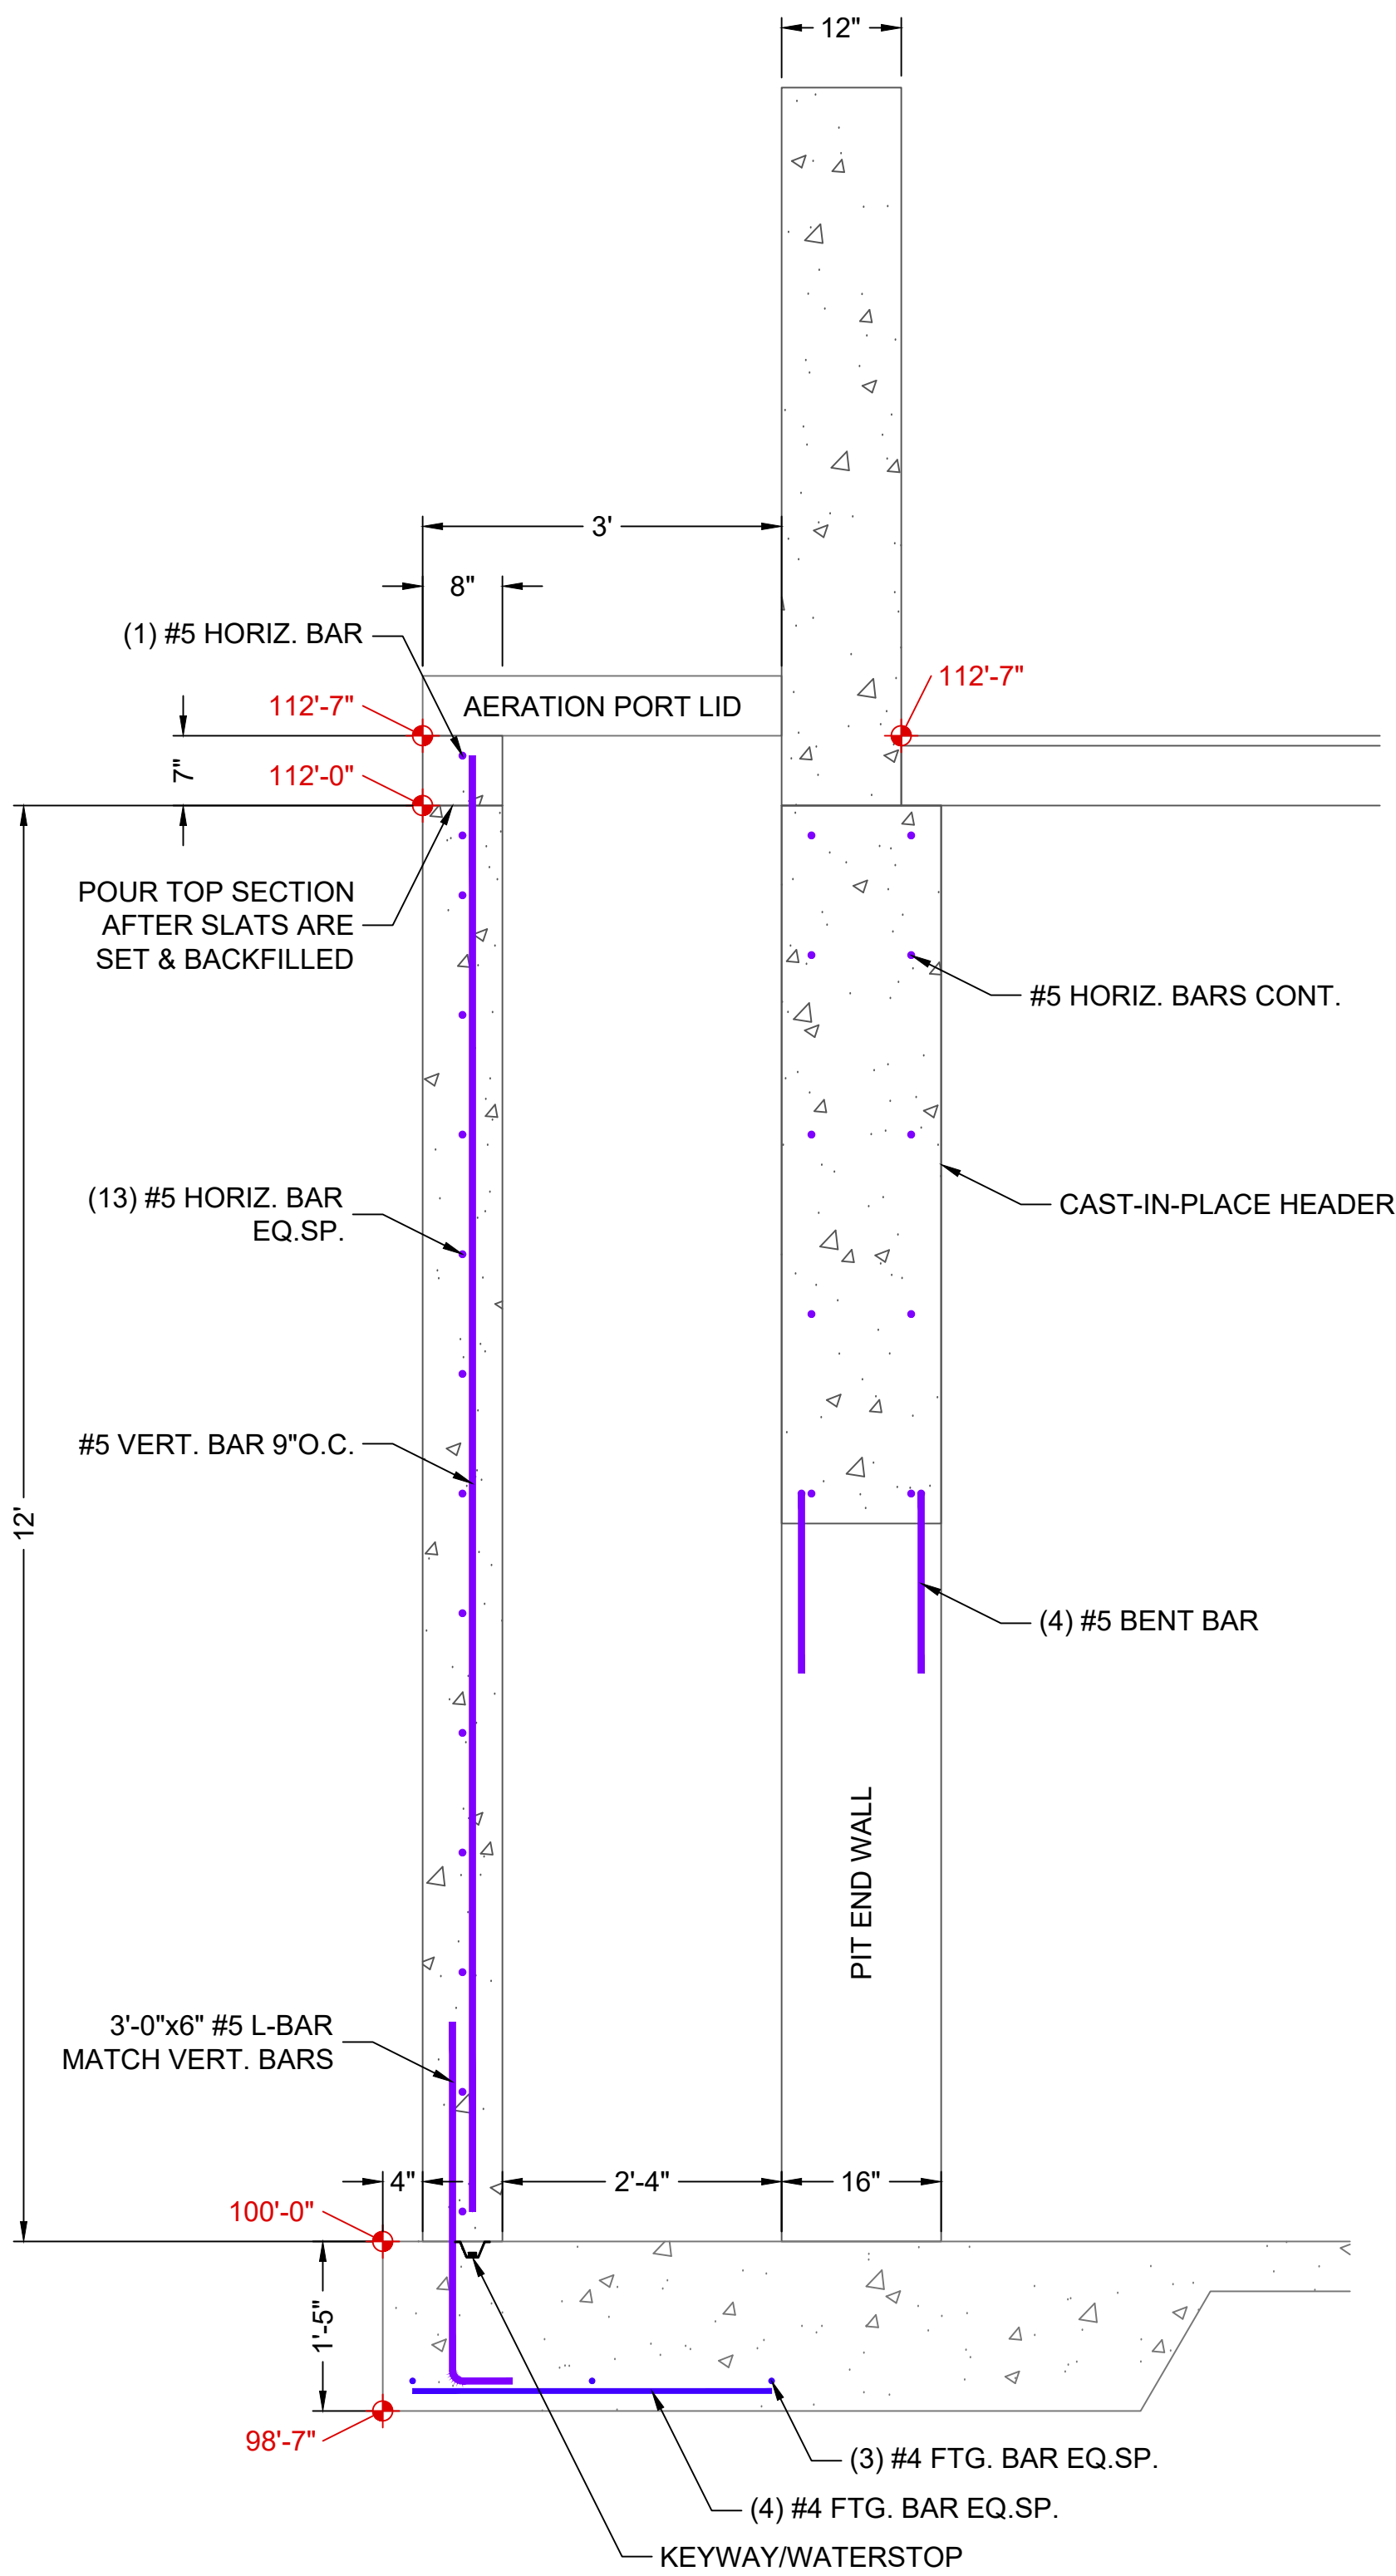 12"
3'
8"
(1) #5 HORIZ. BAR
112'-7"
AERATION PORT LID
112'-7"
7"
112'-0"
POUR TOP SECTION
AFTER SLATS ARE
SET & BACKFILLED
#5 HORIZ. BARS CONT.
(13) #5 HORIZ. BAR
EQ.SP.
CAST-IN-PLACE HEADER
#5 VERT. BAR 9"O.C.
12'
(4) #5 BENT BAR
PIT END WALL
3'-0"x6" #5 L-BAR
MATCH VERT. BARS
4"
2'-4"
16"
100'-0"
1'-5"
98'-7"
(3) #4 FTG. BAR EQ.SP.
(4) #4 FTG. BAR EQ.SP.
KEYWAY/WATERSTOP